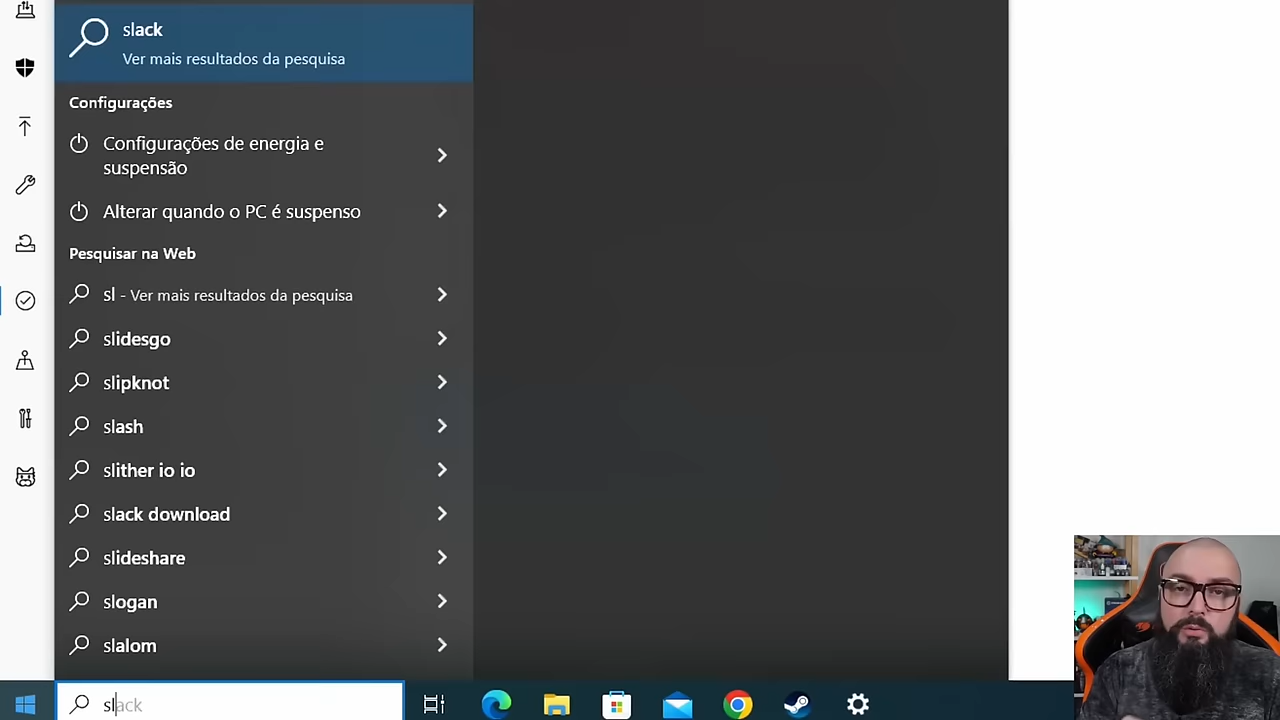 slack
Ver mais resultados da pesquisa
Configurações
Configurações de energia e
suspensão
Alterar quando o PC é suspenso
Pesquisar na Web
sl - Ver mais resultados da pesquisa
slidesgo
slipknot
slash
slither io io
slack download
slideshare
slogan
slalom
slack